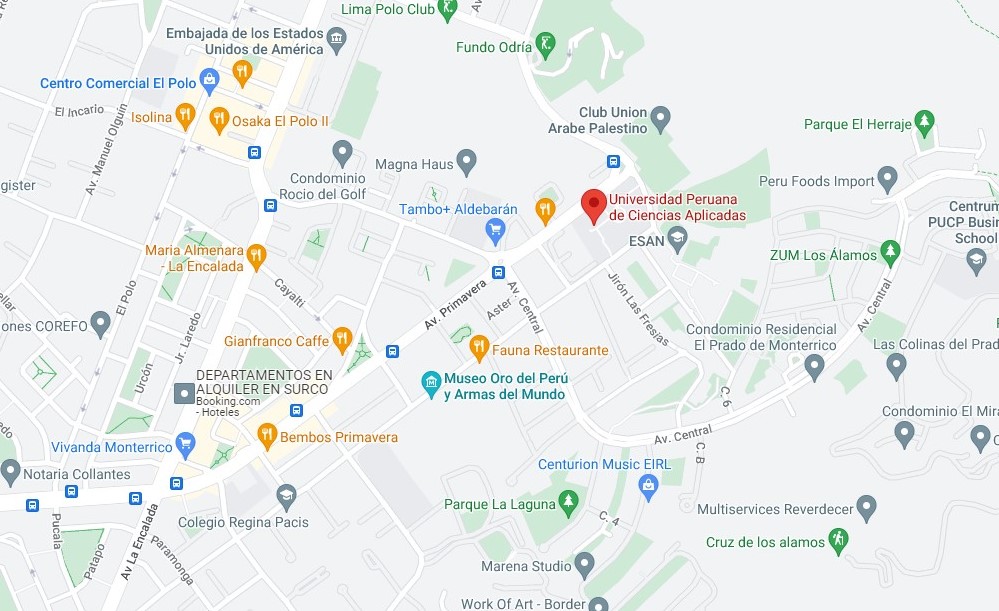 Lima Polo Club
Embajada de los Estados
Unidos de América
Fundo Odría
Centro Comercial El Polo
El Incario
Isolina
Osaka El Polo II
Av. Manuel Olguín
Club Union
Arabe Palestino
Parque El Herraje
Magna Haus
Condominio
Rocio del Golf
gister
Peru Foods Import
Tambo+ Aldebarán
Universidad Peruana
de Ciencias Aplicadas
Centrum
PUCP Busin
School
ESAN
Maria Almenara
- La Encalada
ZUM Los Álamos
Cayaltí
El Polo
Av. Primavera
Av. Central
Aster
Jirón Las Fresias
Av. Central
ones COREFO
Jr. Laredo
Gianfranco Caffe
Fauna Restaurante
Condominio Residencial
El Prado de Monterrico
Las Colinas del Prad
Urcón
DEPARTAMENTOS EN
ALQUILER EN SURCO
Booking.com
- Hoteles
Museo Oro del Perú
y Armas del Mundo
C. 6
Condominio El Mira
Bembos Primavera
Av. Central
C. B
Vivanda Monterrico
Notaria Collantes
Centurion Music EIRL
Parque La Laguna
C. 4
Multiservices Reverdecer
Colegio Regina Pacis
Pucala
Patapo
Av La Encalada
Paramonga
Cruz de los alamos
Marena Studio
Work Of Art - Border